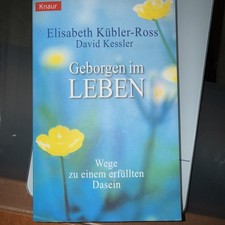 Knaur
Elisabeth Kübler-Ross
David Kessler
Geborgen im
LEBEN
Wege
zu einem erfüllten
Dasein